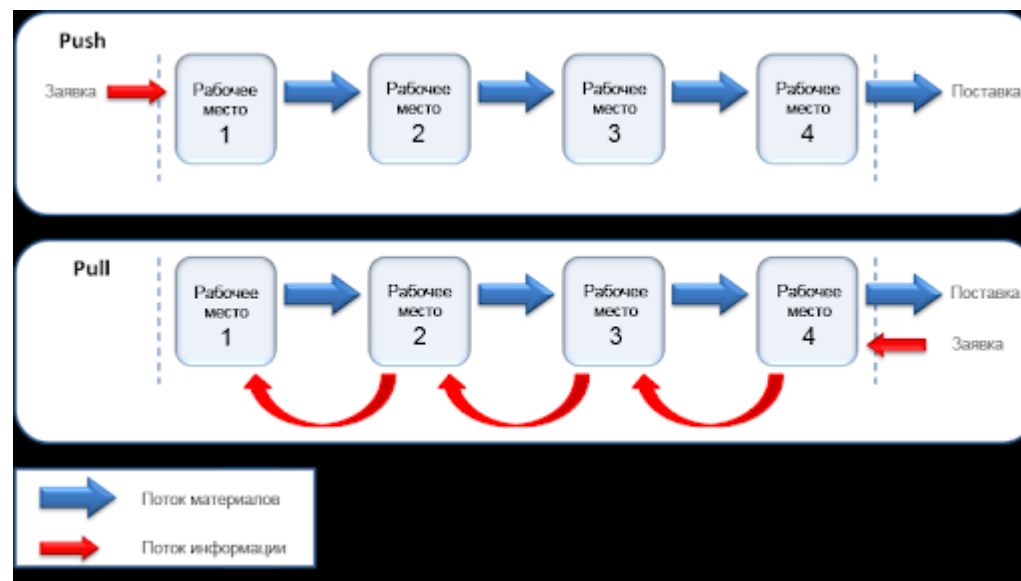 Push
Заявка
Рабочее
место
1
Рабочее
место
2
Рабочее
место
3
Рабочее
место
4
Поставка
Pull
Рабочее
место
1
Рабочее
место
2
Рабочее
место
3
Рабочее
место
4
Поставка
Заявка
Поток материалов
Поток информации